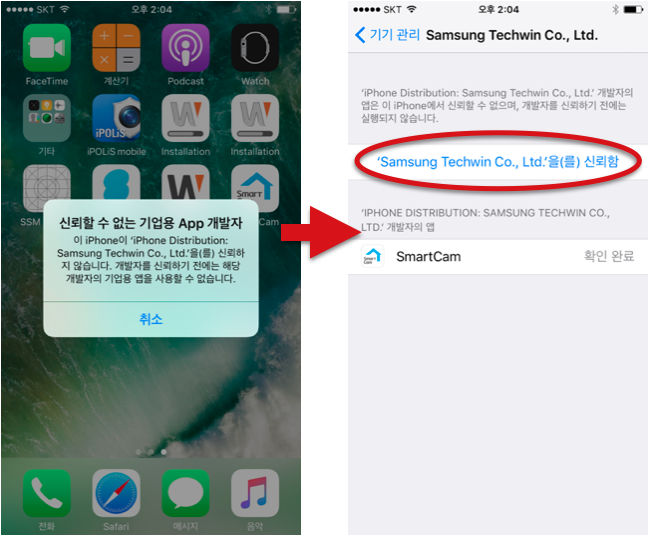 SKT 오후 2:04
FaceTime 계산기 Podcast Watch
iPOLiS
기타 iPOLiS mobile Installation Installation
Smart
SSM Cam
신뢰할 수 없는 기업용 App 개발자
이 iPhone이 ‘iPhone Distribution:
Samsung Techwin Co., Ltd.’을(를) 신뢰하
지 않습니다. 개발자를 신뢰하기 전에는 해당
개발자의 기업용 앱을 사용할 수 없습니다.
취소
전화 Safari 메시지 음악
SKT 오후 2:04
기기 관리 Samsung Techwin Co., Ltd.
‘iPhone Distribution: Samsung Techwin Co., Ltd.’ 개발자의
앱은 이 iPhone에서 신뢰할 수 없으며, 개발자를 신뢰하기 전에는
실행되지 않습니다.
‘Samsung Techwin Co., Ltd.’을(를) 신뢰함
‘IPHONE DISTRIBUTION: SAMSUNG TECHWIN CO.,
LTD.’ 개발자의 앱
Smart
Cam
SmartCam 확인 완료